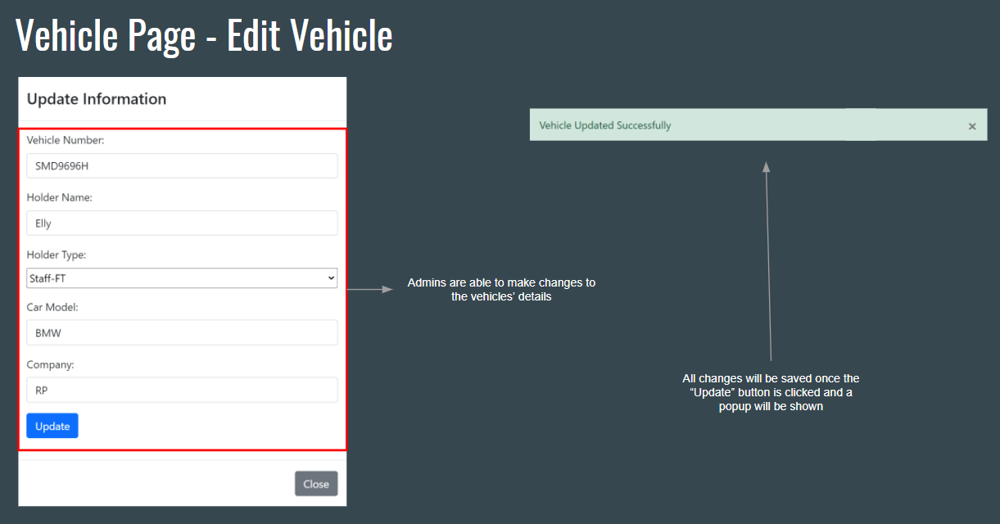 Vehicle Page - Edit Vehicle
Update Information
Vehicle Number:
SMD9696H
Holder Name:
Elly
Holder Type:
Staff-FT
Car Model:
BMW
Company:
RP
Update
Close
Admins are able to make changes to
the vehicles’ details
Vehicle Updated Successfully ×
All changes will be saved once the
“Update” button is clicked and a
popup will be shown